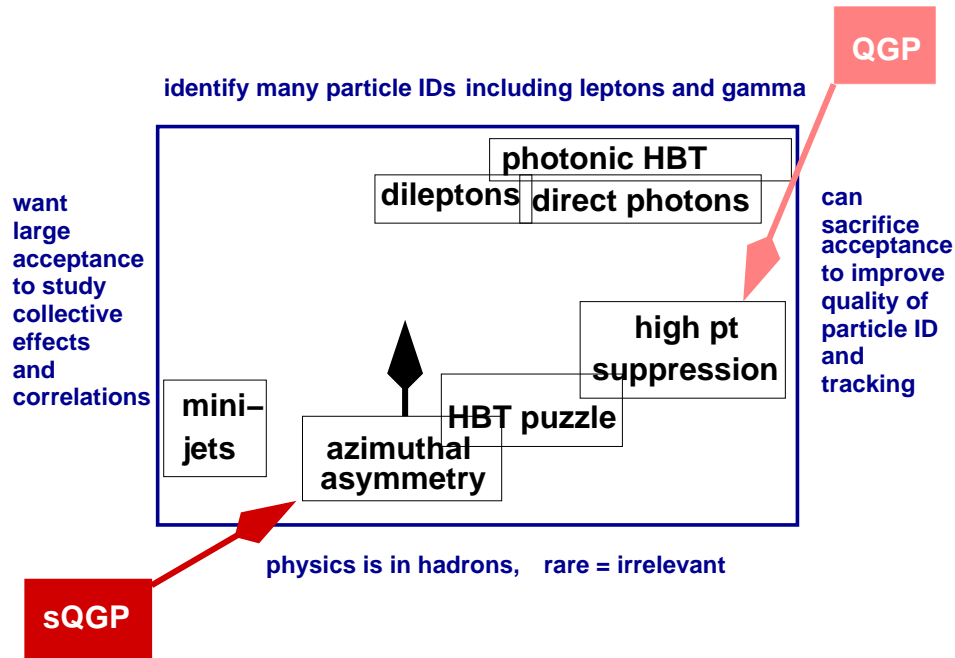 QGP
identify many particle IDs including leptons and gamma
photonic HBT
dileptons
direct photons
want
large
acceptance
to study
collective
effects
and
correlations
can
sacrifice
acceptance
to improve
quality of
particle ID
and
tracking
high pt
suppression
mini–
jets
HBT puzzle
azimuthal
asymmetry
physics is in hadrons, rare = irrelevant
sQGP